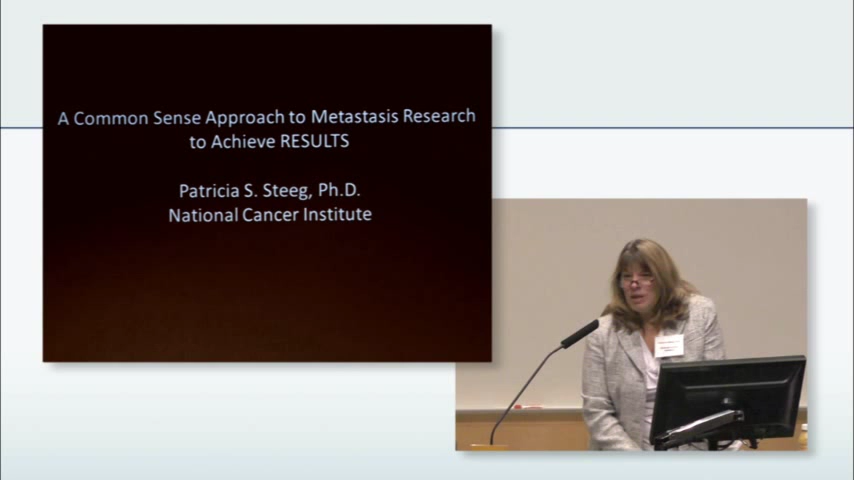 A Common Sense Approach to Metastasis Research
to Achieve RESULTS
Patricia S. Steeg, Ph.D.
National Cancer Institute